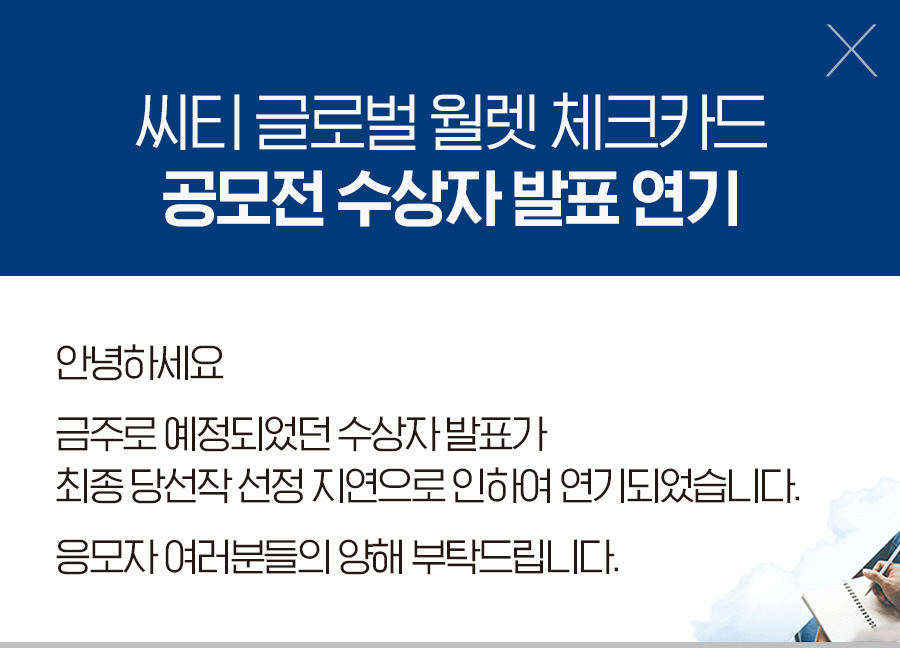 씨티 글로벌 월렛 체크카드
공모전 수상자 발표 연기
안녕하세요
금주로 예정되었던 수상자 발표가
최종 당선작 선정 지연으로 인하여 연기되었습니다.
응모자 여러분들의 양해 부탁드립니다.